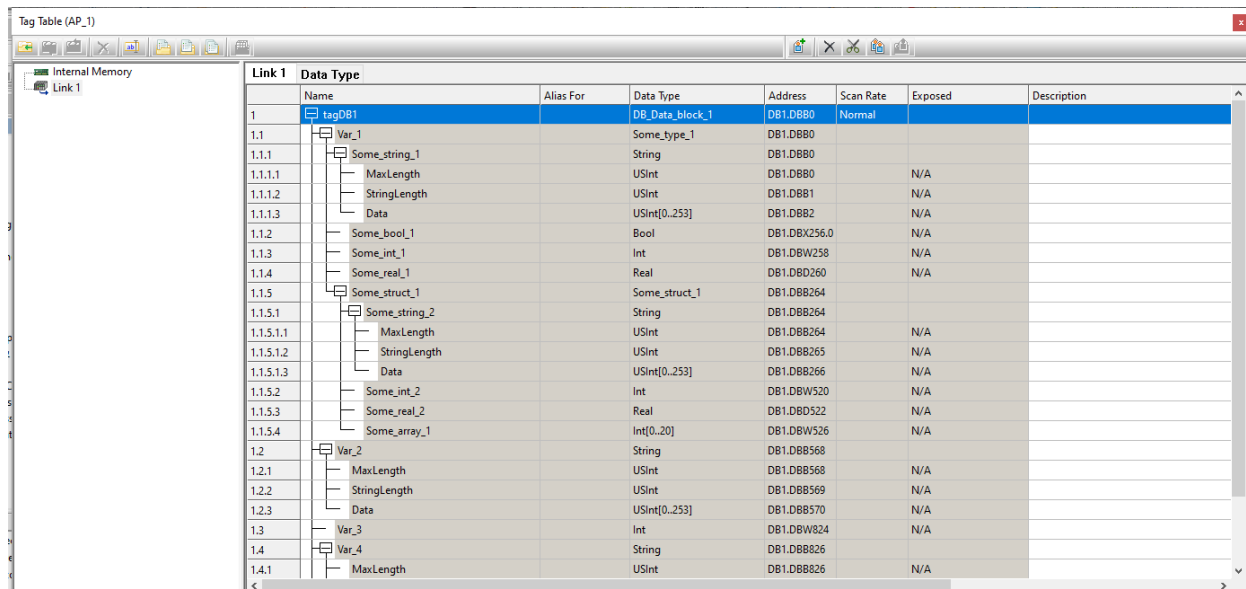 Tag Table (AP_1)
Internal Memory
Link 1
Link 1 Data Type
Name Alias For Data Type Address Scan Rate Exposed Description
1 tagDB1 DB_Data_block_1 DB1.DBB0 Normal
1.1 Var_1 Some_type_1 DB1.DBB0
1.1.1 Some_string_1 String DB1.DBB0
1.1.1.1 MaxLength USInt DB1.DBB0 N/A
1.1.1.2 StringLength USInt DB1.DBB1 N/A
1.1.1.3 Data USInt[0..253] DB1.DBB2 N/A
1.1.2 Some_bool_1 Bool DB1.DBX256.0 N/A
1.1.3 Some_int_1 Int DB1.DBW258 N/A
1.1.4 Some_real_1 Real DB1.DBD260 N/A
1.1.5 Some_struct_1 Some_struct_1 DB1.DBB264
1.1.5.1 Some_string_2 String DB1.DBB264
1.1.5.1.1 MaxLength USInt DB1.DBB264 N/A
1.1.5.1.2 StringLength USInt DB1.DBB265 N/A
1.1.5.1.3 Data USInt[0..253] DB1.DBB266 N/A
1.1.5.2 Some_int_2 Int DB1.DBW520 N/A
1.1.5.3 Some_real_2 Real DB1.DBD522 N/A
1.1.5.4 Some_array_1 Int[0..20] DB1.DBW526 N/A
1.2 Var_2 String DB1.DBB568
1.2.1 MaxLength USInt DB1.DBB568 N/A
1.2.2 StringLength USInt DB1.DBB569 N/A
1.2.3 Data USInt[0..253] DB1.DBB570 N/A
1.3 Var_3 Int DB1.DBW824 N/A
1.4 Var_4 String DB1.DBB826
1.4.1 MaxLength USInt DB1.DBB826 N/A